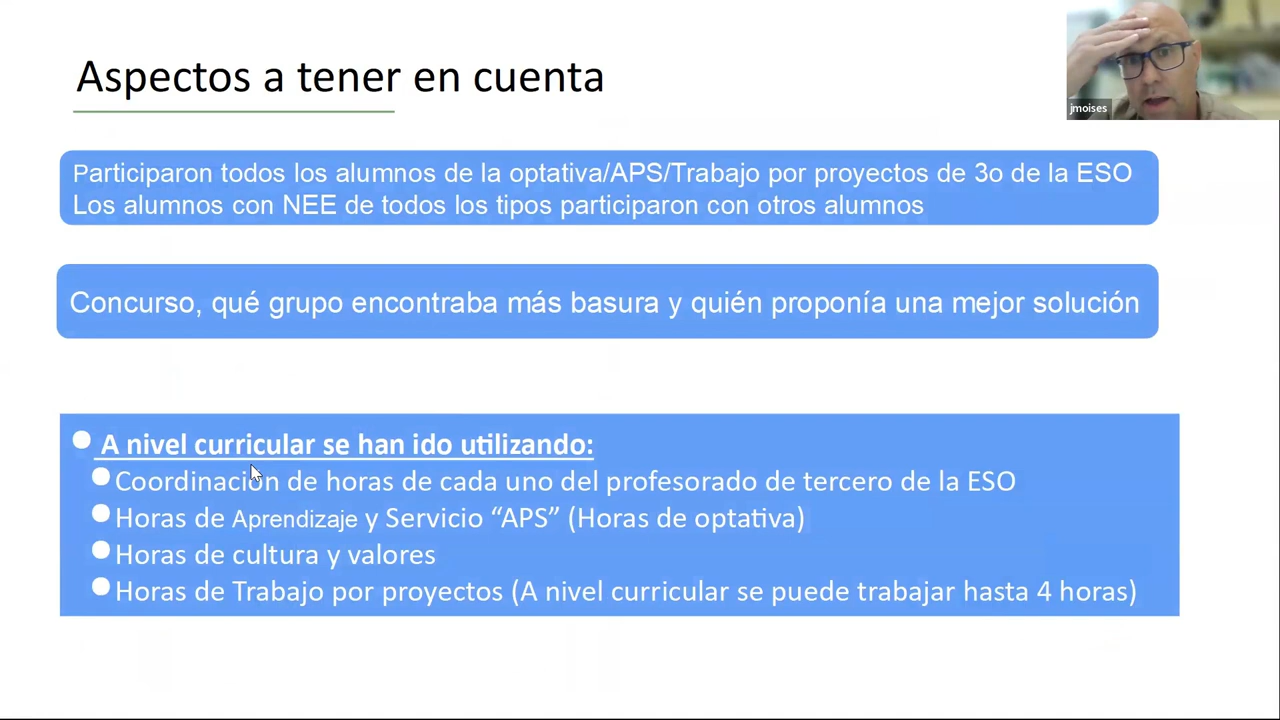 Aspectos a tener en cuenta
jmoises
Participaron todos los alumnos de la optativa/APS/Trabajo por proyectos de 3o de la ESO
Los alumnos con NEE de todos los tipos participaron con otros alumnos
Concurso, qué grupo encontraba más basura y quién proponía una mejor solución
A nivel curricular se han ido utilizando:
Coordinación de horas de cada uno del profesorado de tercero de la ESO
Horas de Aprendizaje y Servicio “APS” (Horas de optativa)
Horas de cultura y valores
Horas de Trabajo por proyectos (A nivel curricular se puede trabajar hasta 4 horas)